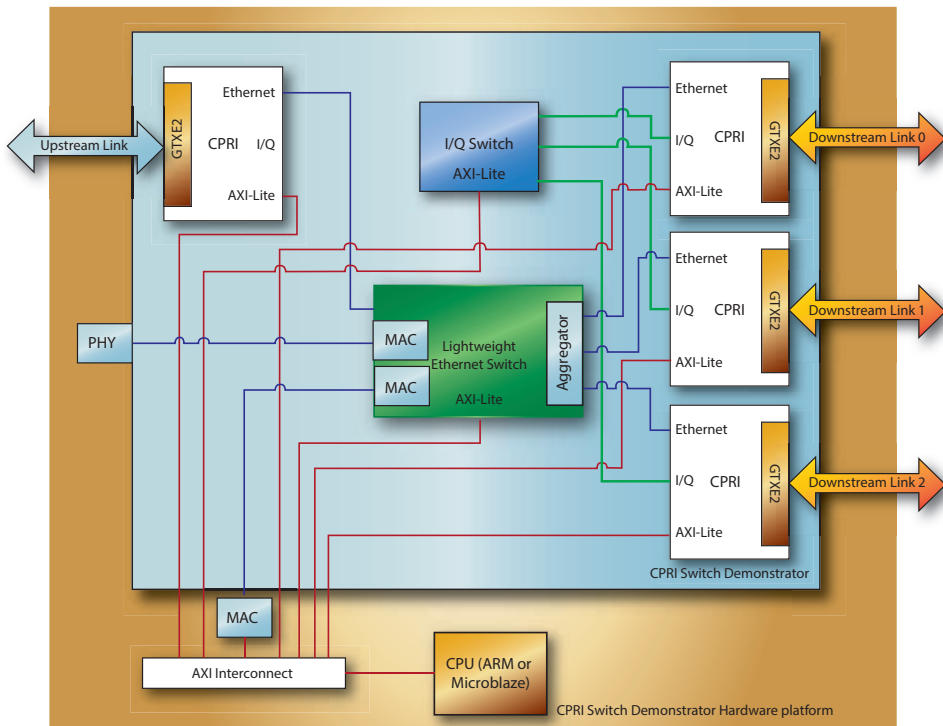 Upstream Link
GTXE2
Ethernet
CPRI
I/Q
AXI-Lite
I/Q Switch
AXI-Lite
Ethernet
I/Q
CPRI
AXI-Lite
GTXE2
Downstream Link 0
Ethernet
I/Q
CPRI
AXI-Lite
GTXE2
Downstream Link 1
PHY
MAC
MAC
Lightweight
Ethernet Switch
AXI-Lite
Aggregator
Ethernet
I/Q
CPRI
AXI-Lite
GTXE2
Downstream Link 2
CPRI Switch Demonstrator
MAC
AXI Interconnect
CPU (ARM or
Microblaze)
CPRI Switch Demonstrator Hardware platform